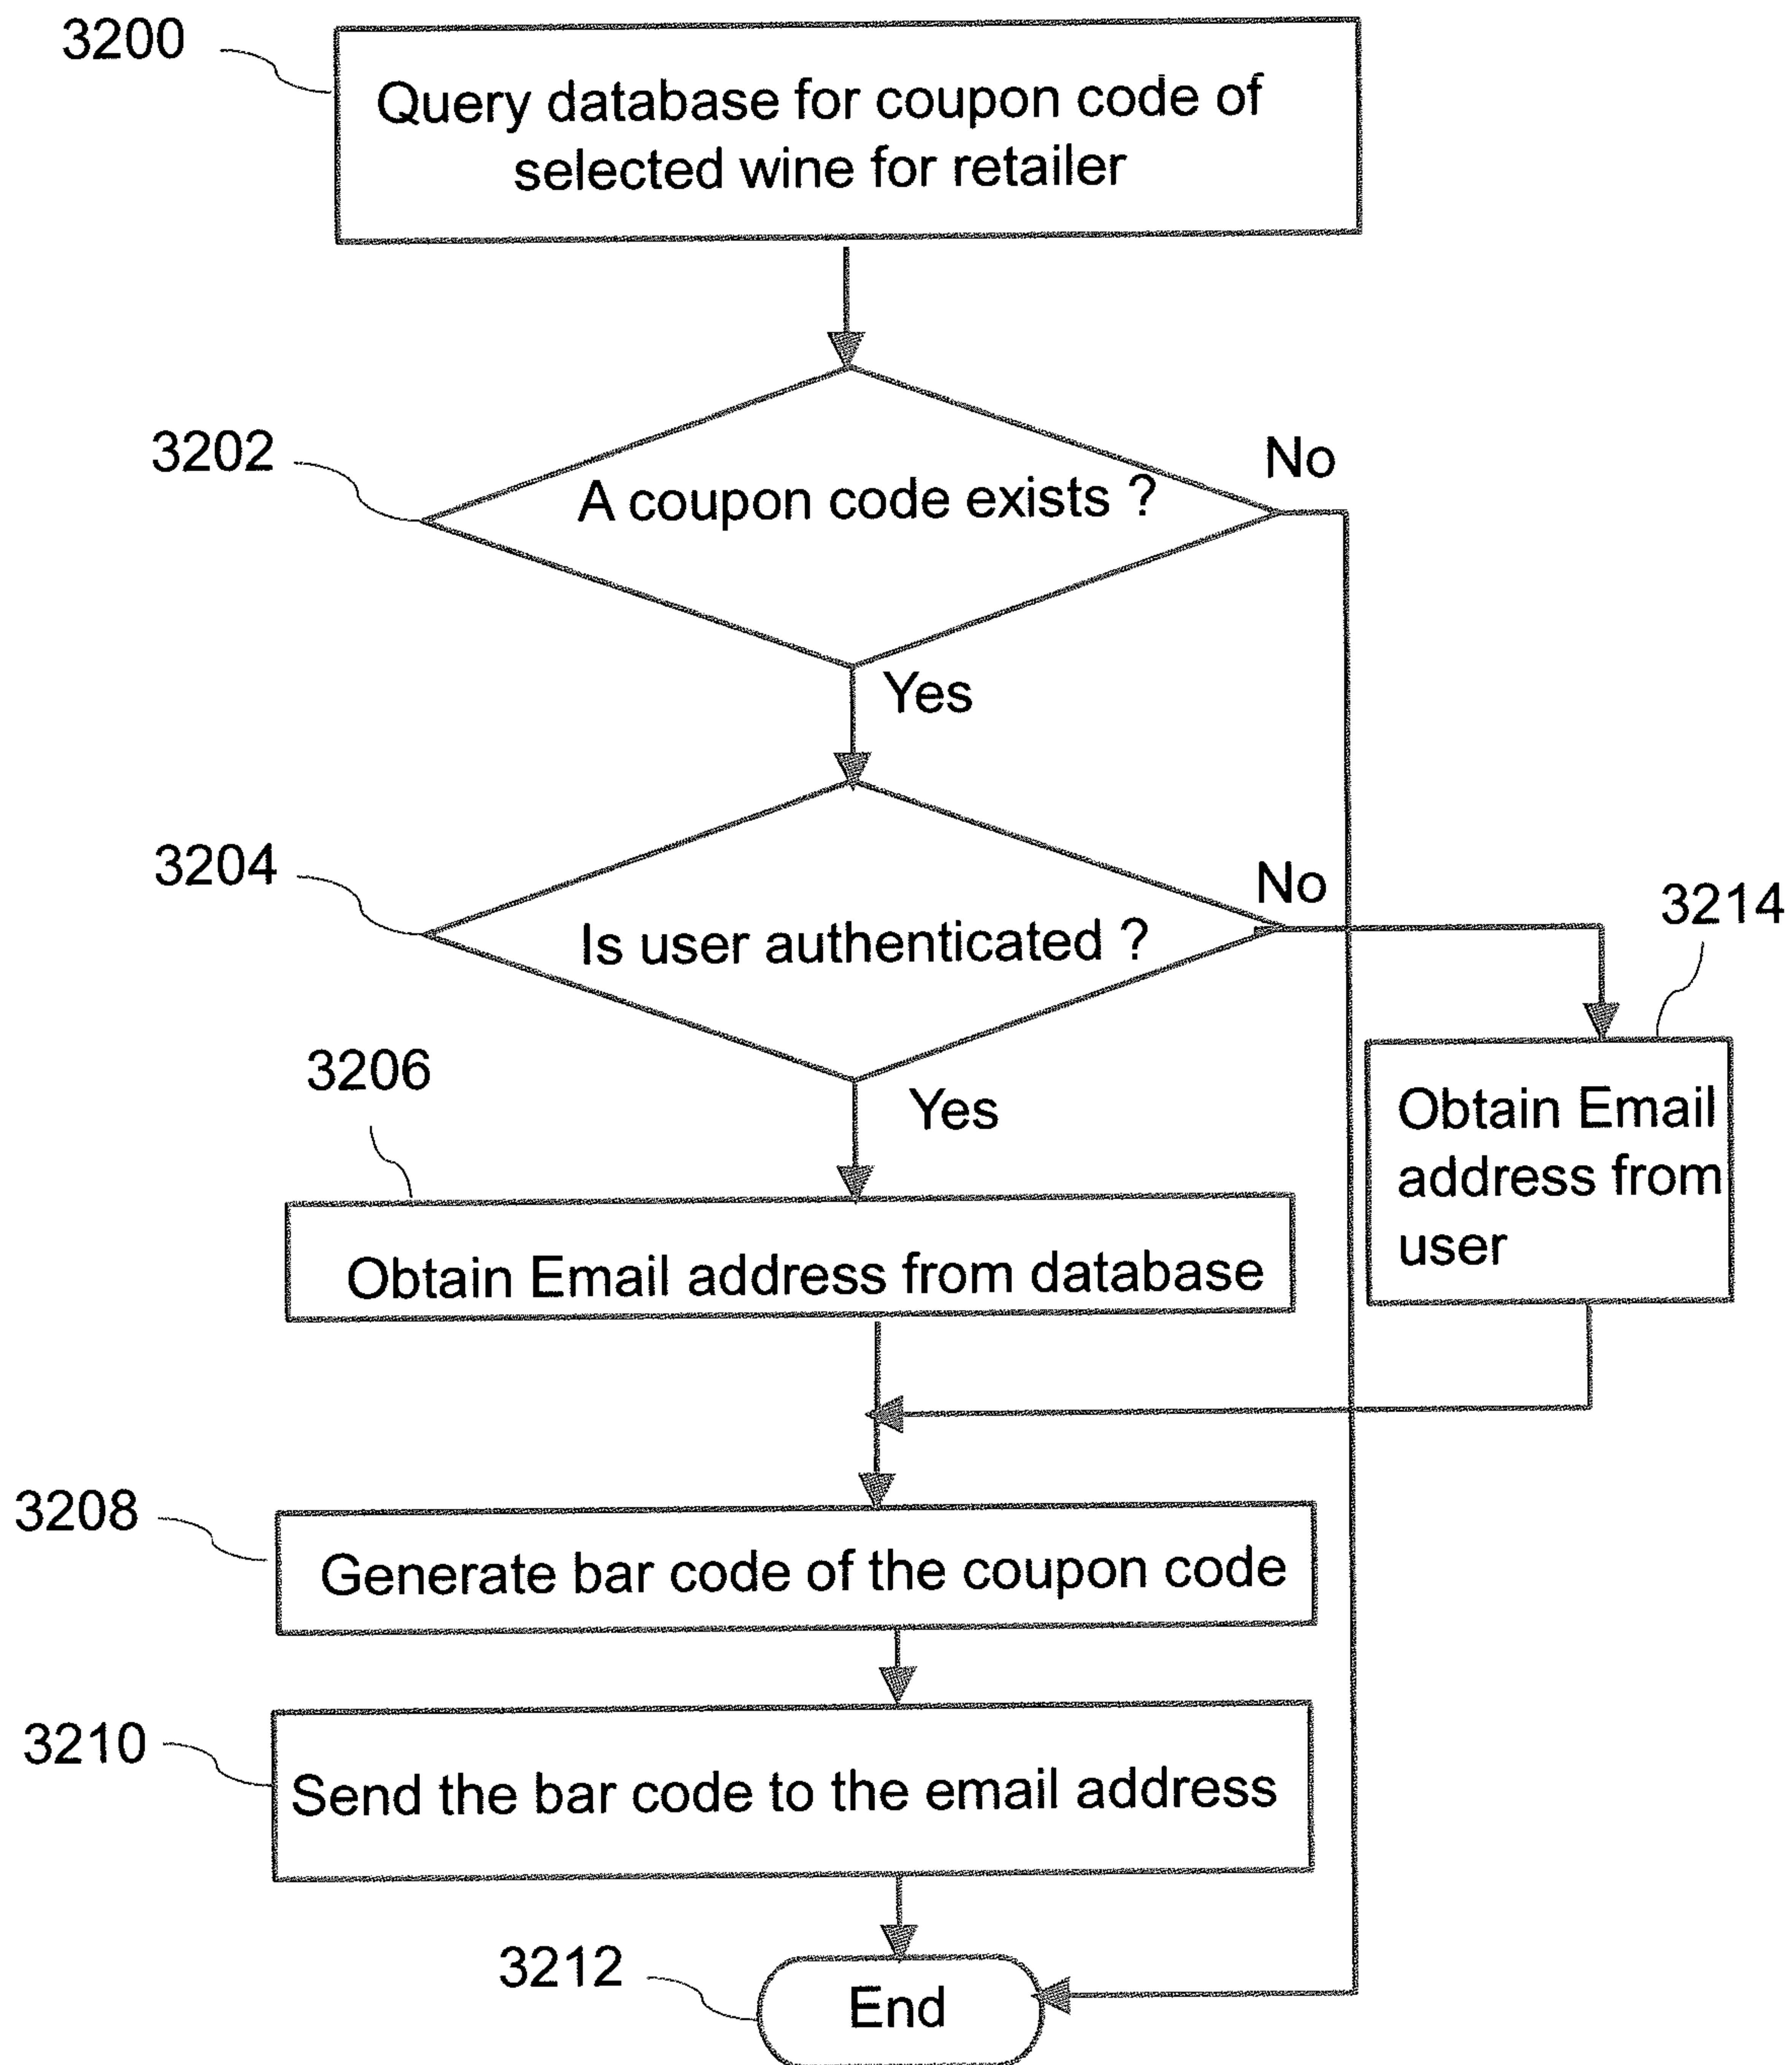 3200
Query database for coupon code of
selected wine for retailer
3202
A coupon code exists ?
No
Yes
3204
Is user authenticated ?
No
3214
Yes
3206
Obtain Email
address from
user
Obtain Email address from database
3208
Generate bar code of the coupon code
3210
Send the bar code to the email address
3212
End